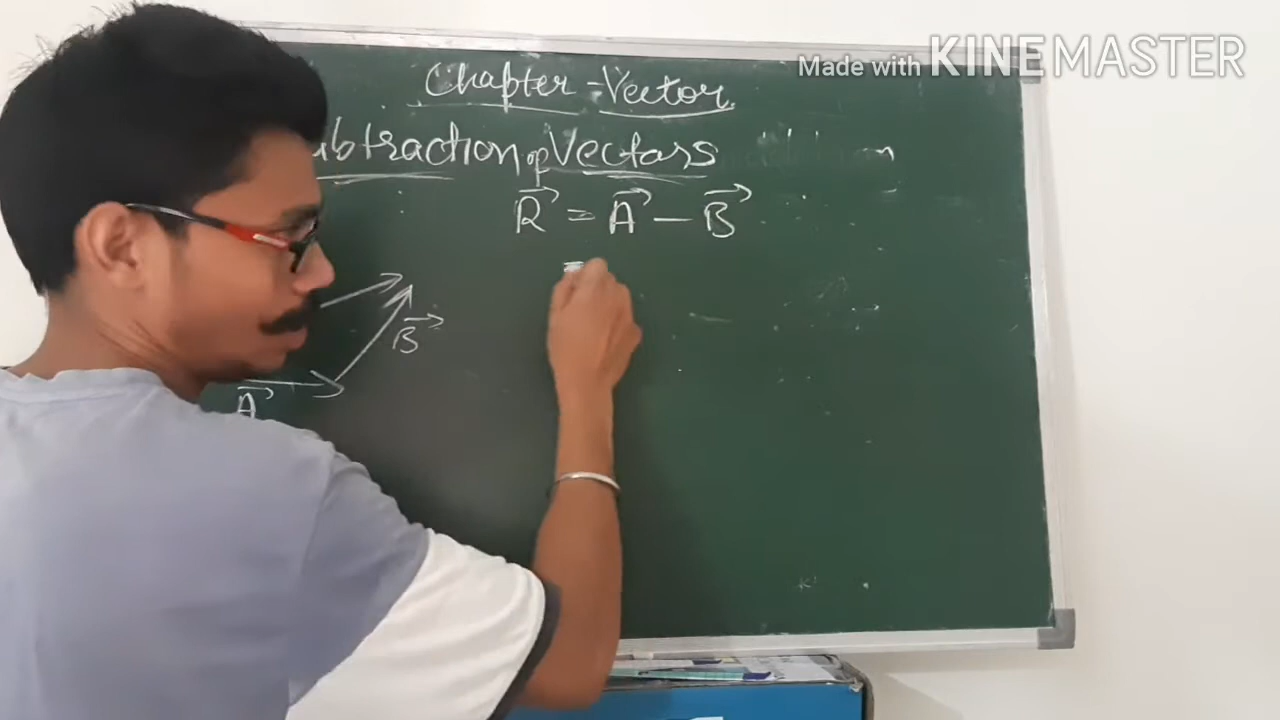 Made with KINEMASTER
Chapter - Vector
ubtraction of Vectors
R⃗ = A⃗ - B⃗
B⃗
A⃗